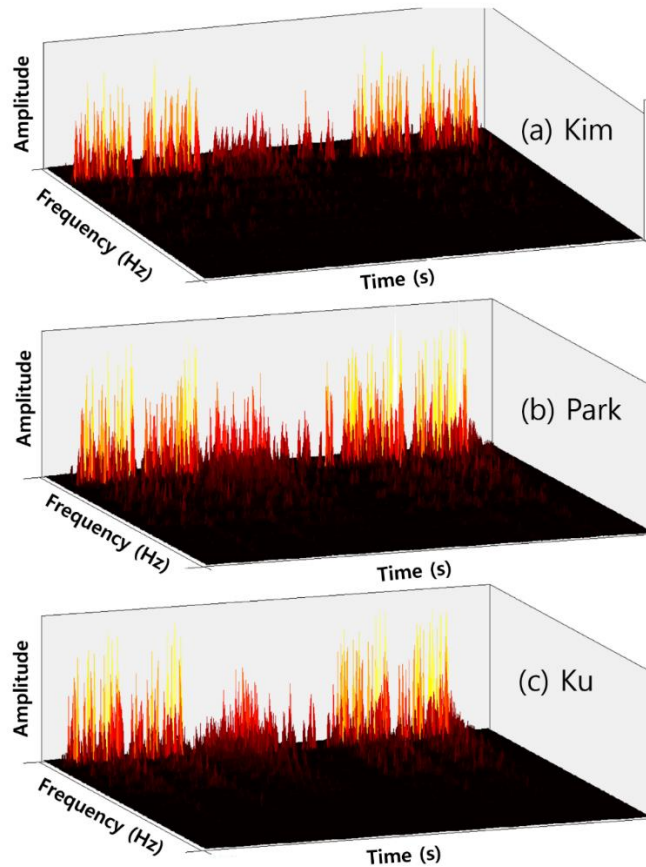 Amplitude
(a) Kim
Frequency (Hz)
Time (s)
Amplitude
(b) Park
Frequency (Hz)
Time (s)
Amplitude
(c) Ku
Frequency (Hz)
Time (s)